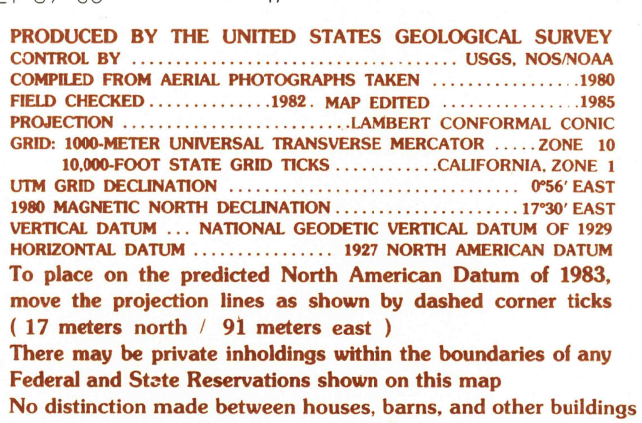 PRODUCED BY THE UNITED STATES GEOLOGICAL SURVEY
CONTROL BY .................................... USGS, NOS/NOAA
COMPILED FROM AERIAL PHOTOGRAPHS TAKEN ................1980
FIELD CHECKED.............1982. MAP EDITED ...............1985
PROJECTION .........................LAMBERT CONFORMAL CONIC
GRID: 1000-METER UNIVERSAL TRANSVERSE MERCATOR .....ZONE 10
10,000-FOOT STATE GRID TICKS ............CALIFORNIA, ZONE 1
UTM GRID DECLINATION ................................ 0°56' EAST
1980 MAGNETIC NORTH DECLINATION.....................17°30' EAST
VERTICAL DATUM ... NATIONAL GEODETIC VERTICAL DATUM OF 1929
HORIZONTAL DATUM ................ 1927 NORTH AMERICAN DATUM
To place on the predicted North American Datum of 1983,
move the projection lines as shown by dashed corner ticks
( 17 meters north / 91 meters east )
There may be private inholdings within the boundaries of any
Federal and State Reservations shown on this map
No distinction made between houses, barns, and other buildings